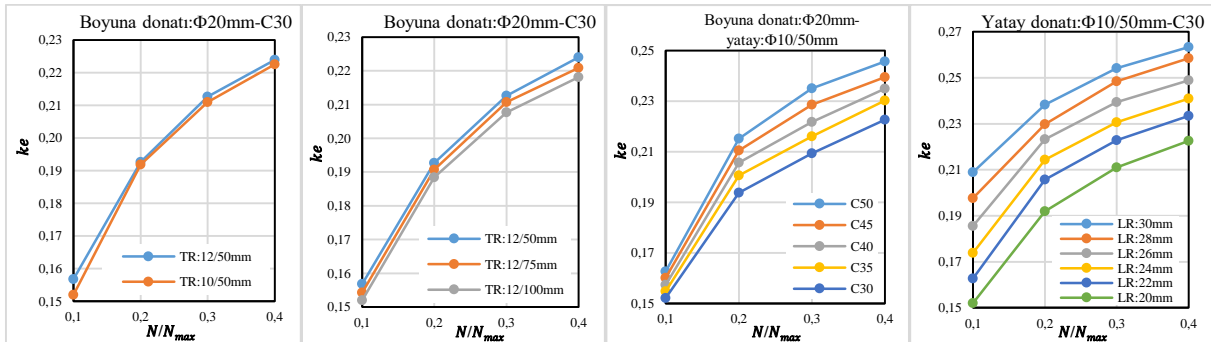 Boyuna donatı:Φ20mm-C30
0,23
0,22
0,21
0,20
0,19
0,18
0,17
0,16
0,15
ke
TR:12/50mm
TR:10/50mm
0,1
0,2
0,3
0,4
N/Nmax
Boyuna donatı:Φ20mm-C30
0,23
0,22
0,21
0,20
0,19
0,18
0,17
0,16
0,15
ke
TR:12/50mm
TR:12/75mm
TR:12/100mm
0,1
0,2
0,3
0,4
N/Nmax
Boyuna donatı:Φ20mm-
yatay:Φ10/50mm
0,25
0,23
0,21
0,19
0,17
0,15
ke
C50
C45
C40
C35
C30
0,1
0,2
0,3
0,4
N/Nmax
Yatay donatı:Φ10/50mm-C30
0,27
0,25
0,23
0,21
0,19
0,17
0,15
ke
LR:30mm
LR:28mm
LR:26mm
LR:24mm
LR:22mm
LR:20mm
0,1
0,2
0,3
0,4
N/Nmax